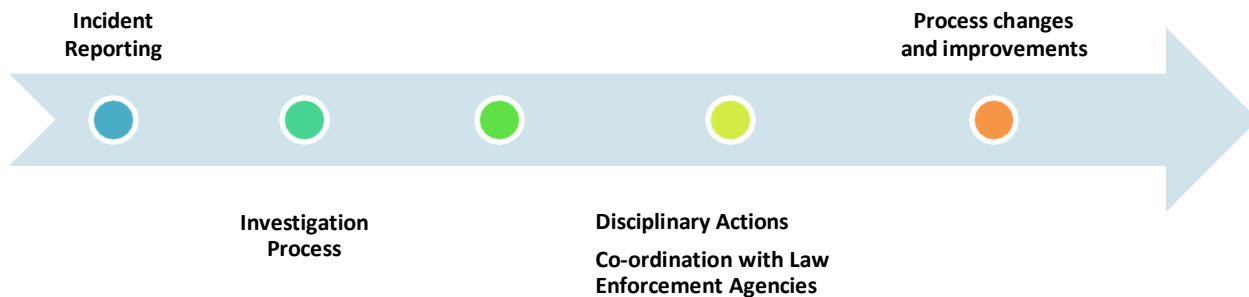 Incident
Reporting
Process changes
and improvements
Investigation
Process
Disciplinary Actions
Co-ordination with Law
Enforcement Agencies